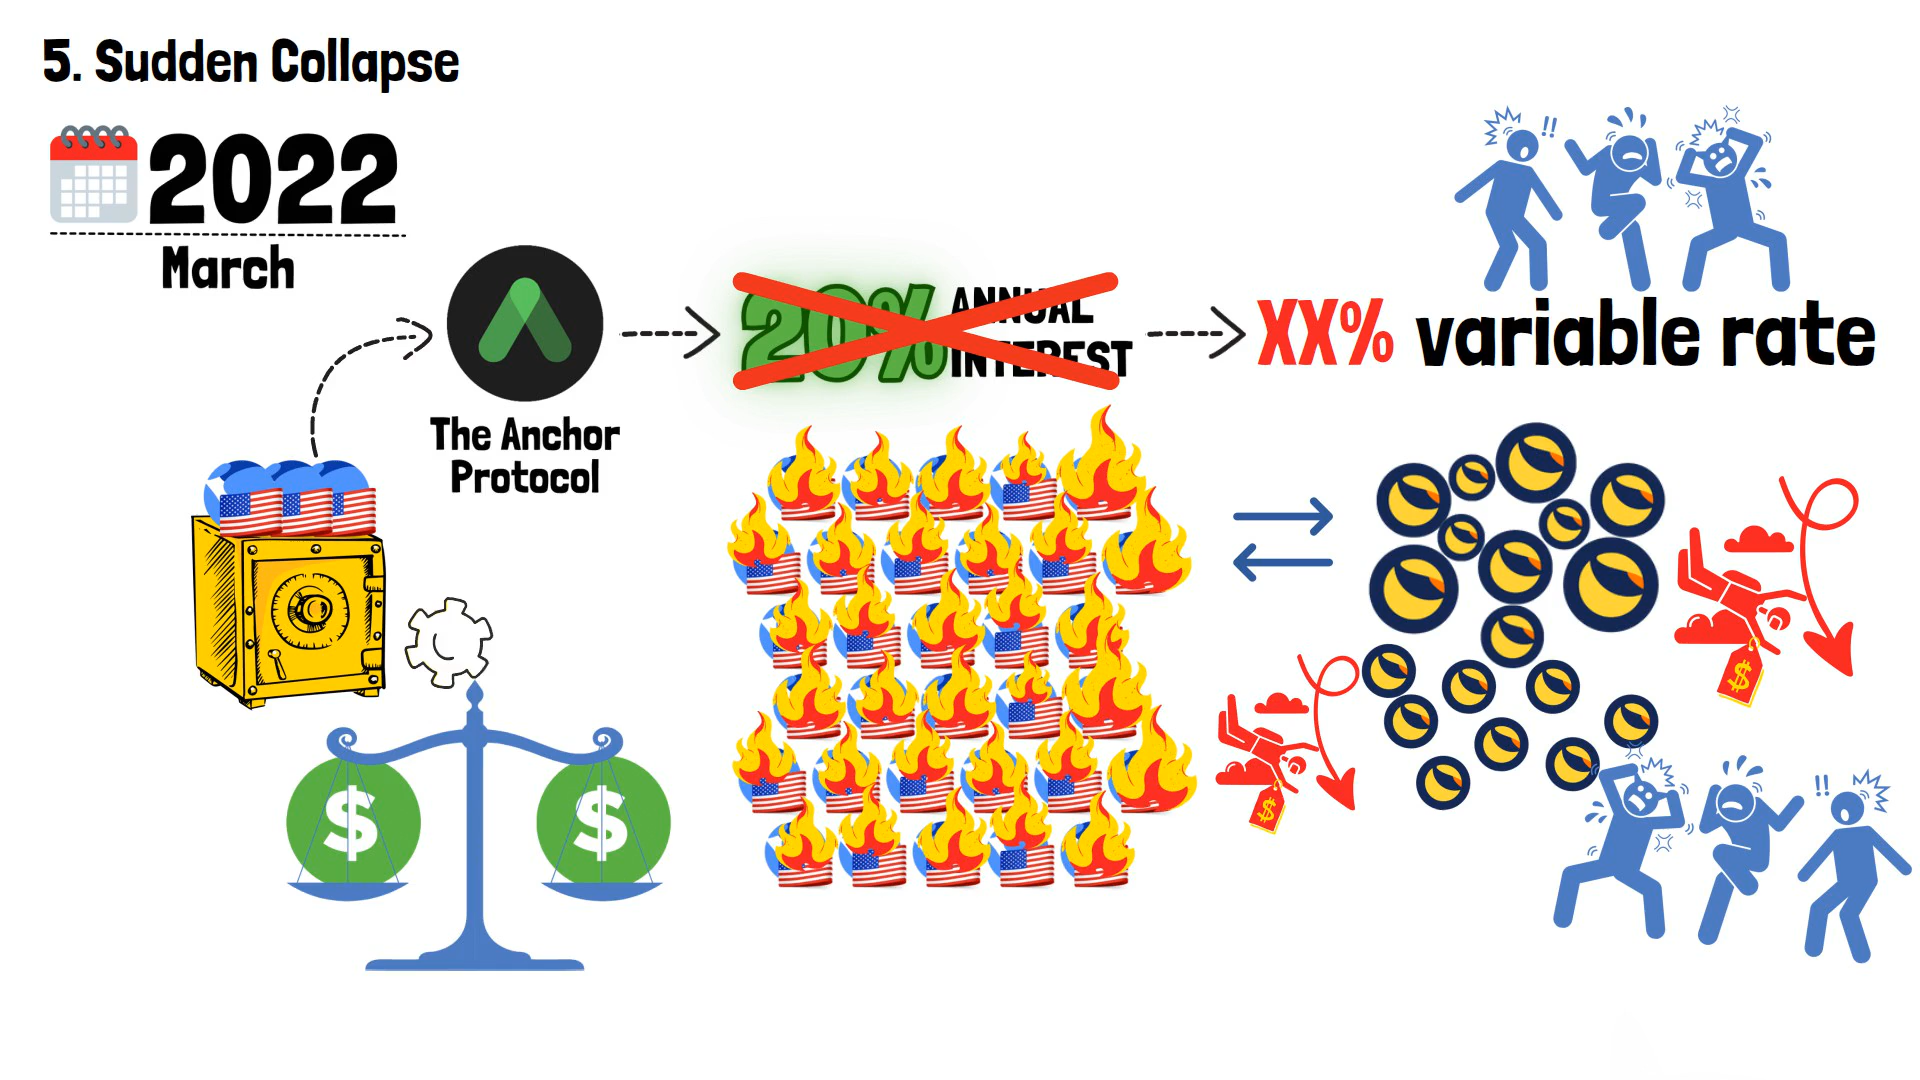 5. Sudden Collapse
2022
March
The Anchor
Protocol
20% ANNUAL
INTEREST
XX% variable rate
!!
$
$
$
$
!!